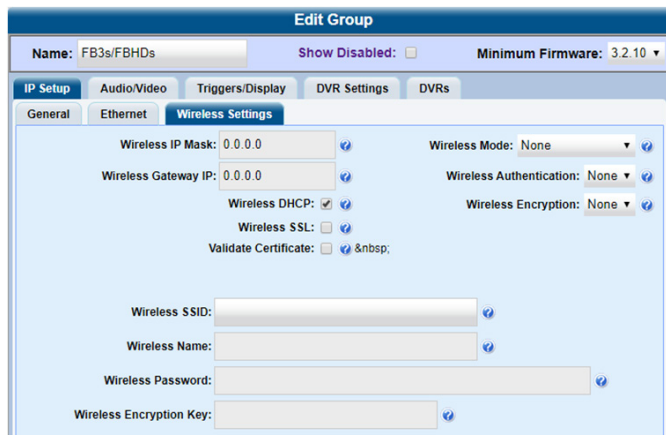 Edit Group
Name: FB3s/FBHDs Show Disabled: Minimum Firmware: 3.2.10
IP Setup Audio/Video Triggers/Display DVR Settings DVRs
General Ethernet Wireless Settings
Wireless IP Mask: 0.0.0.0 Wireless Mode: None
Wireless Gateway IP: 0.0.0.0 Wireless Authentication: None
Wireless DHCP: Wireless Encryption: None
Wireless SSL:
Validate Certificate: &nbsp;
Wireless SSID:
Wireless Name:
Wireless Password:
Wireless Encryption Key: